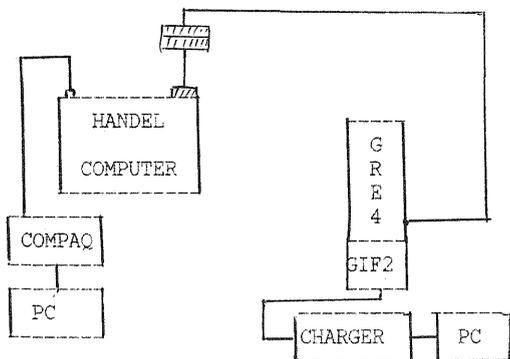 HANDEL
COMPUTER
COMPAQ
PC
G
R
E
4
GIF2
CHARGER
PC